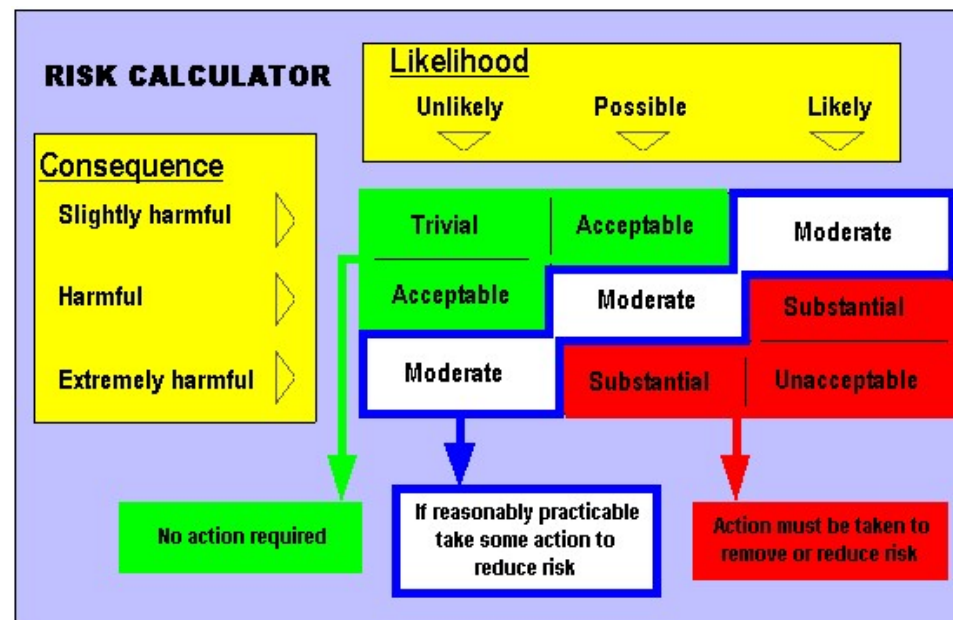 RISK CALCULATOR
Likelihood
Unlikely Possible Likely
Consequence
Slightly harmful
Trivial Acceptable Moderate
Harmful
Acceptable Moderate Substantial
Extremely harmful
Moderate Substantial Unacceptable
No action required
If reasonably practicable
take some action to
reduce risk
Action must be taken to
remove or reduce risk